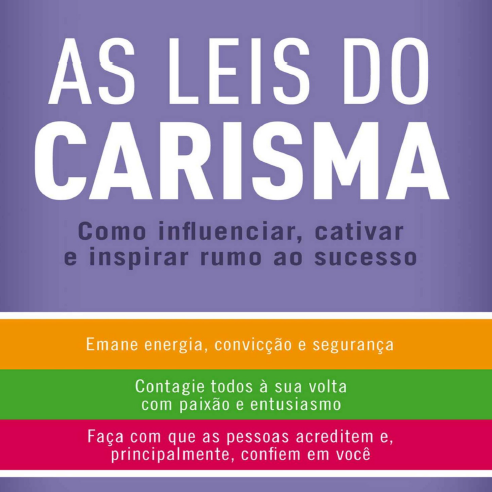 AS LEIS DO
CARISMA
Como influenciar, cativar
e inspirar rumo ao sucesso
Emane energia, convicção e segurança
Contagie todos à sua volta
com paixão e entusiasmo
Faça com que as pessoas acreditem e,
principalmente, confiem em você